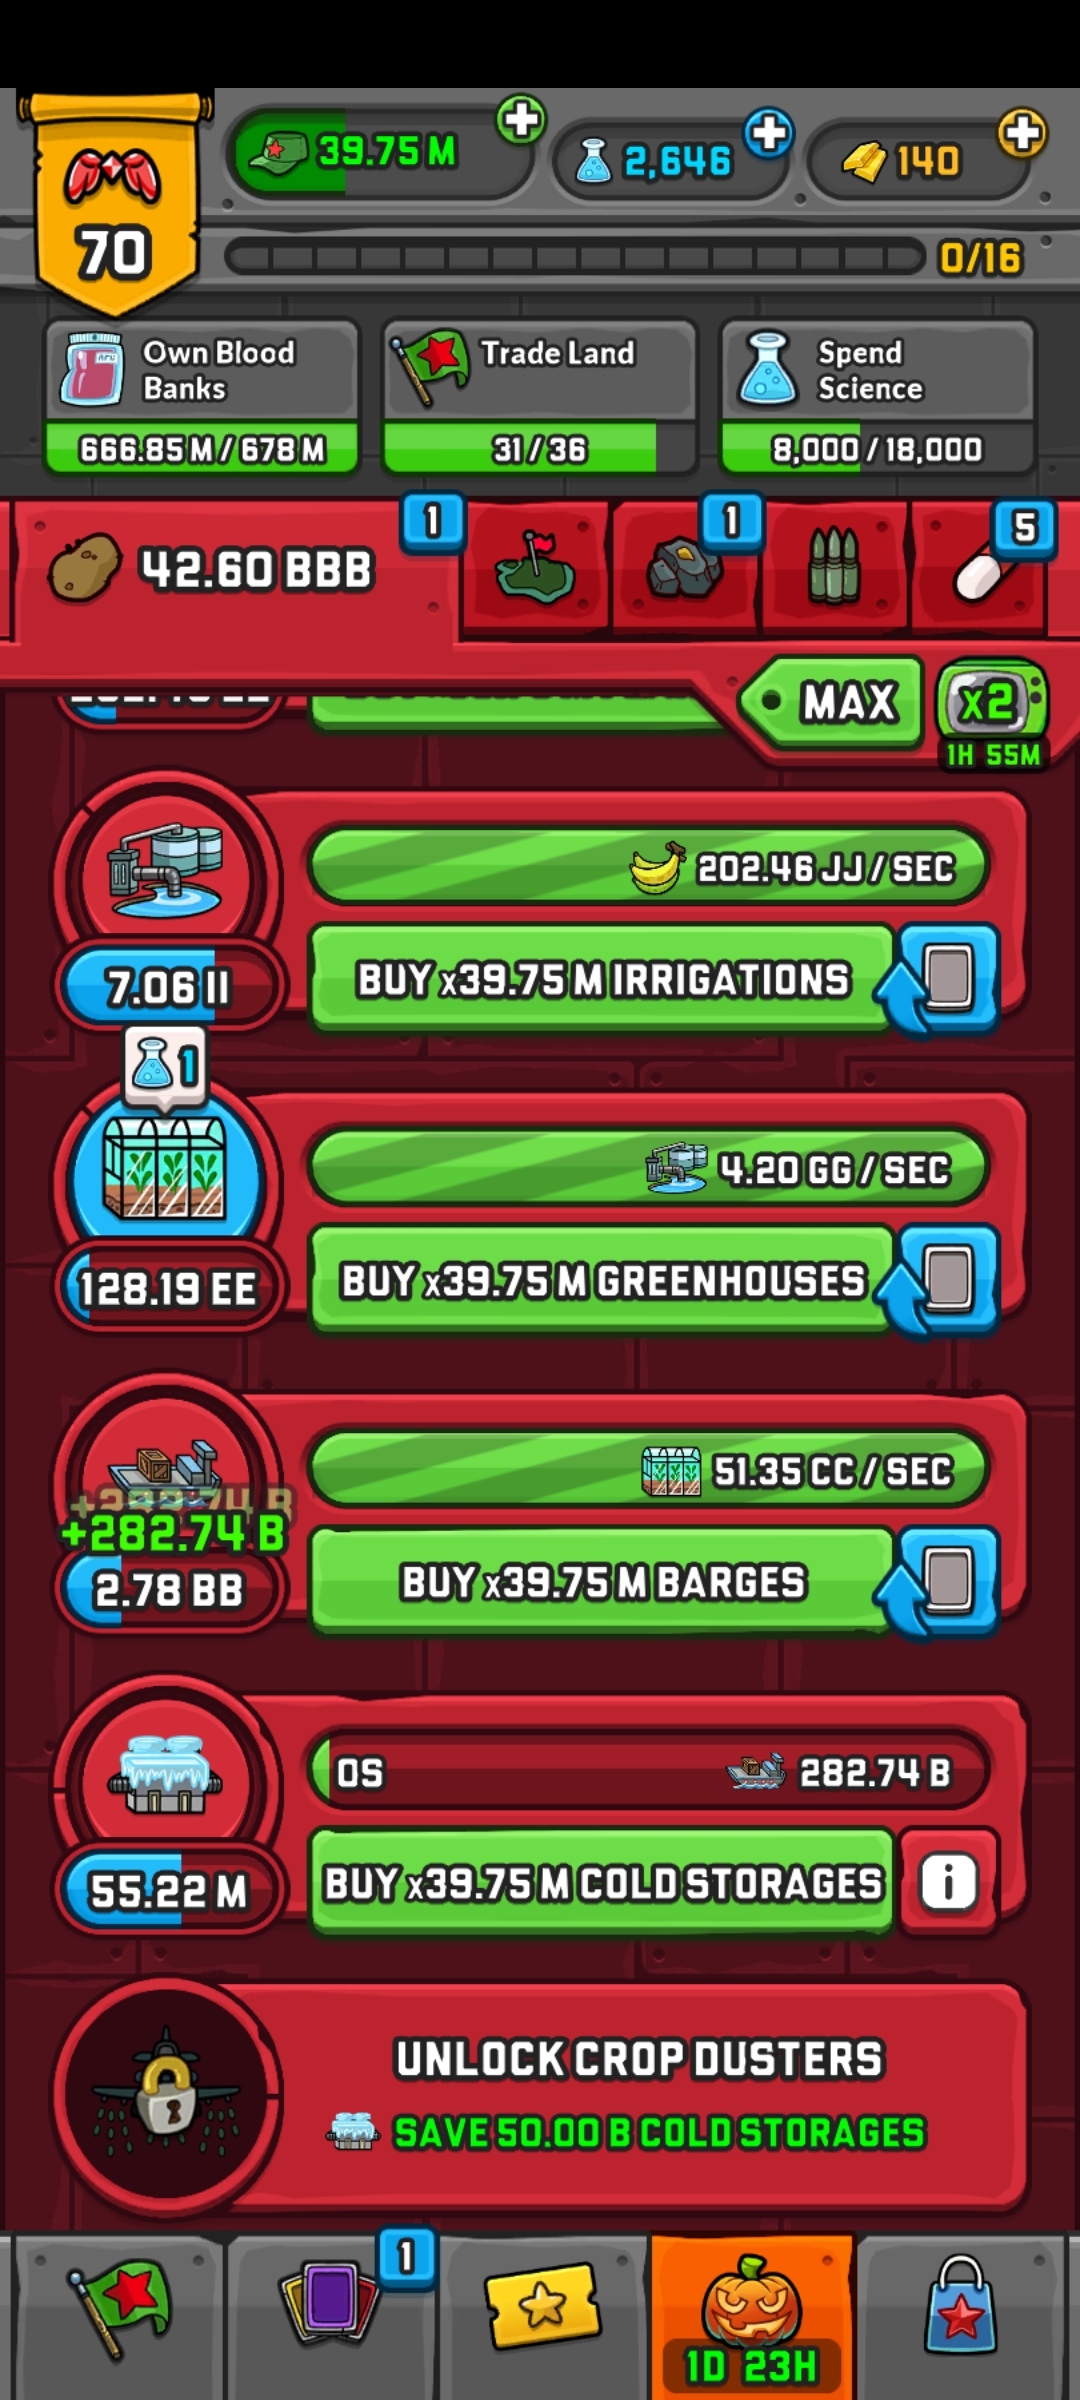 39.75 M
2,646
140
70
0/16
Own Blood
Banks
666.85 M / 678 M
Trade Land
31 / 36
Spend
Science
8,000 / 18,000
42.60 BBB
1
1
5
MAX
x2
1H 55M
202.46 JJ / SEC
7.06 II
BUY x39.75 M IRRIGATIONS
1
4.20 GG / SEC
128.19 EE
BUY x39.75 M GREENHOUSES
51.35 CC / SEC
+282.74 B
+282.74 B
2.78 BB
BUY x39.75 M BARGES
0S
282.74 B
55.22 M
BUY x39.75 M COLD STORAGES
i
UNLOCK CROP DUSTERS
SAVE 50.00 B COLD STORAGES
1
1D 23H